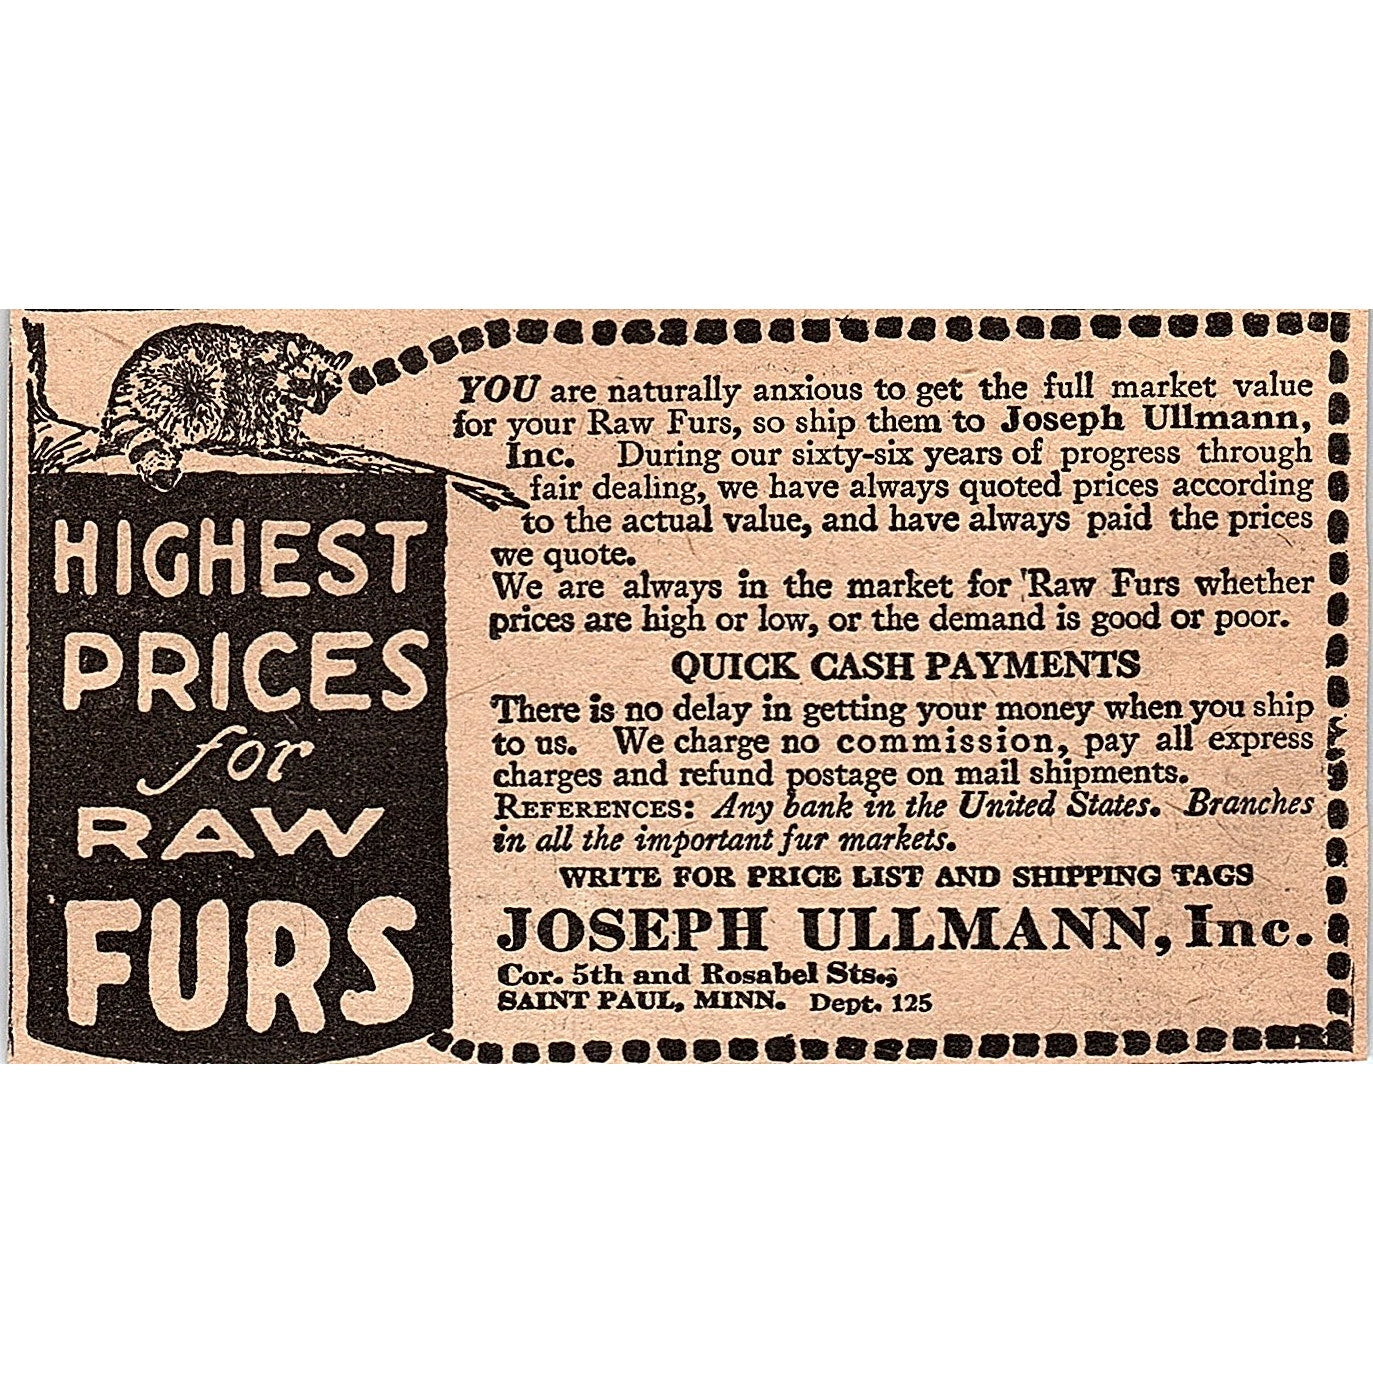 HIGHEST
PRICES
for
RAW
FURS
YOU are naturally anxious to get the full market value
for your Raw Furs, so ship them to Joseph Ullmann,
Inc. During our sixty-six years of progress through
fair dealing, we have always quoted prices according
to the actual value, and have always paid the prices
we quote.
We are always in the market for 'Raw Furs whether
prices are high or low, or the demand is good or poor.
QUICK CASH PAYMENTS
There is no delay in getting your money when you ship
to us. We charge no commission, pay all express
charges and refund postage on mail shipments.
REFERENCES: Any bank in the United States. Branches
in all the important fur markets.
WRITE FOR PRICE LIST AND SHIPPING TAGS
JOSEPH ULLMANN, Inc.
Cor. 5th and Rosabel Sts.,
SAINT PAUL, MINN. Dept. 125